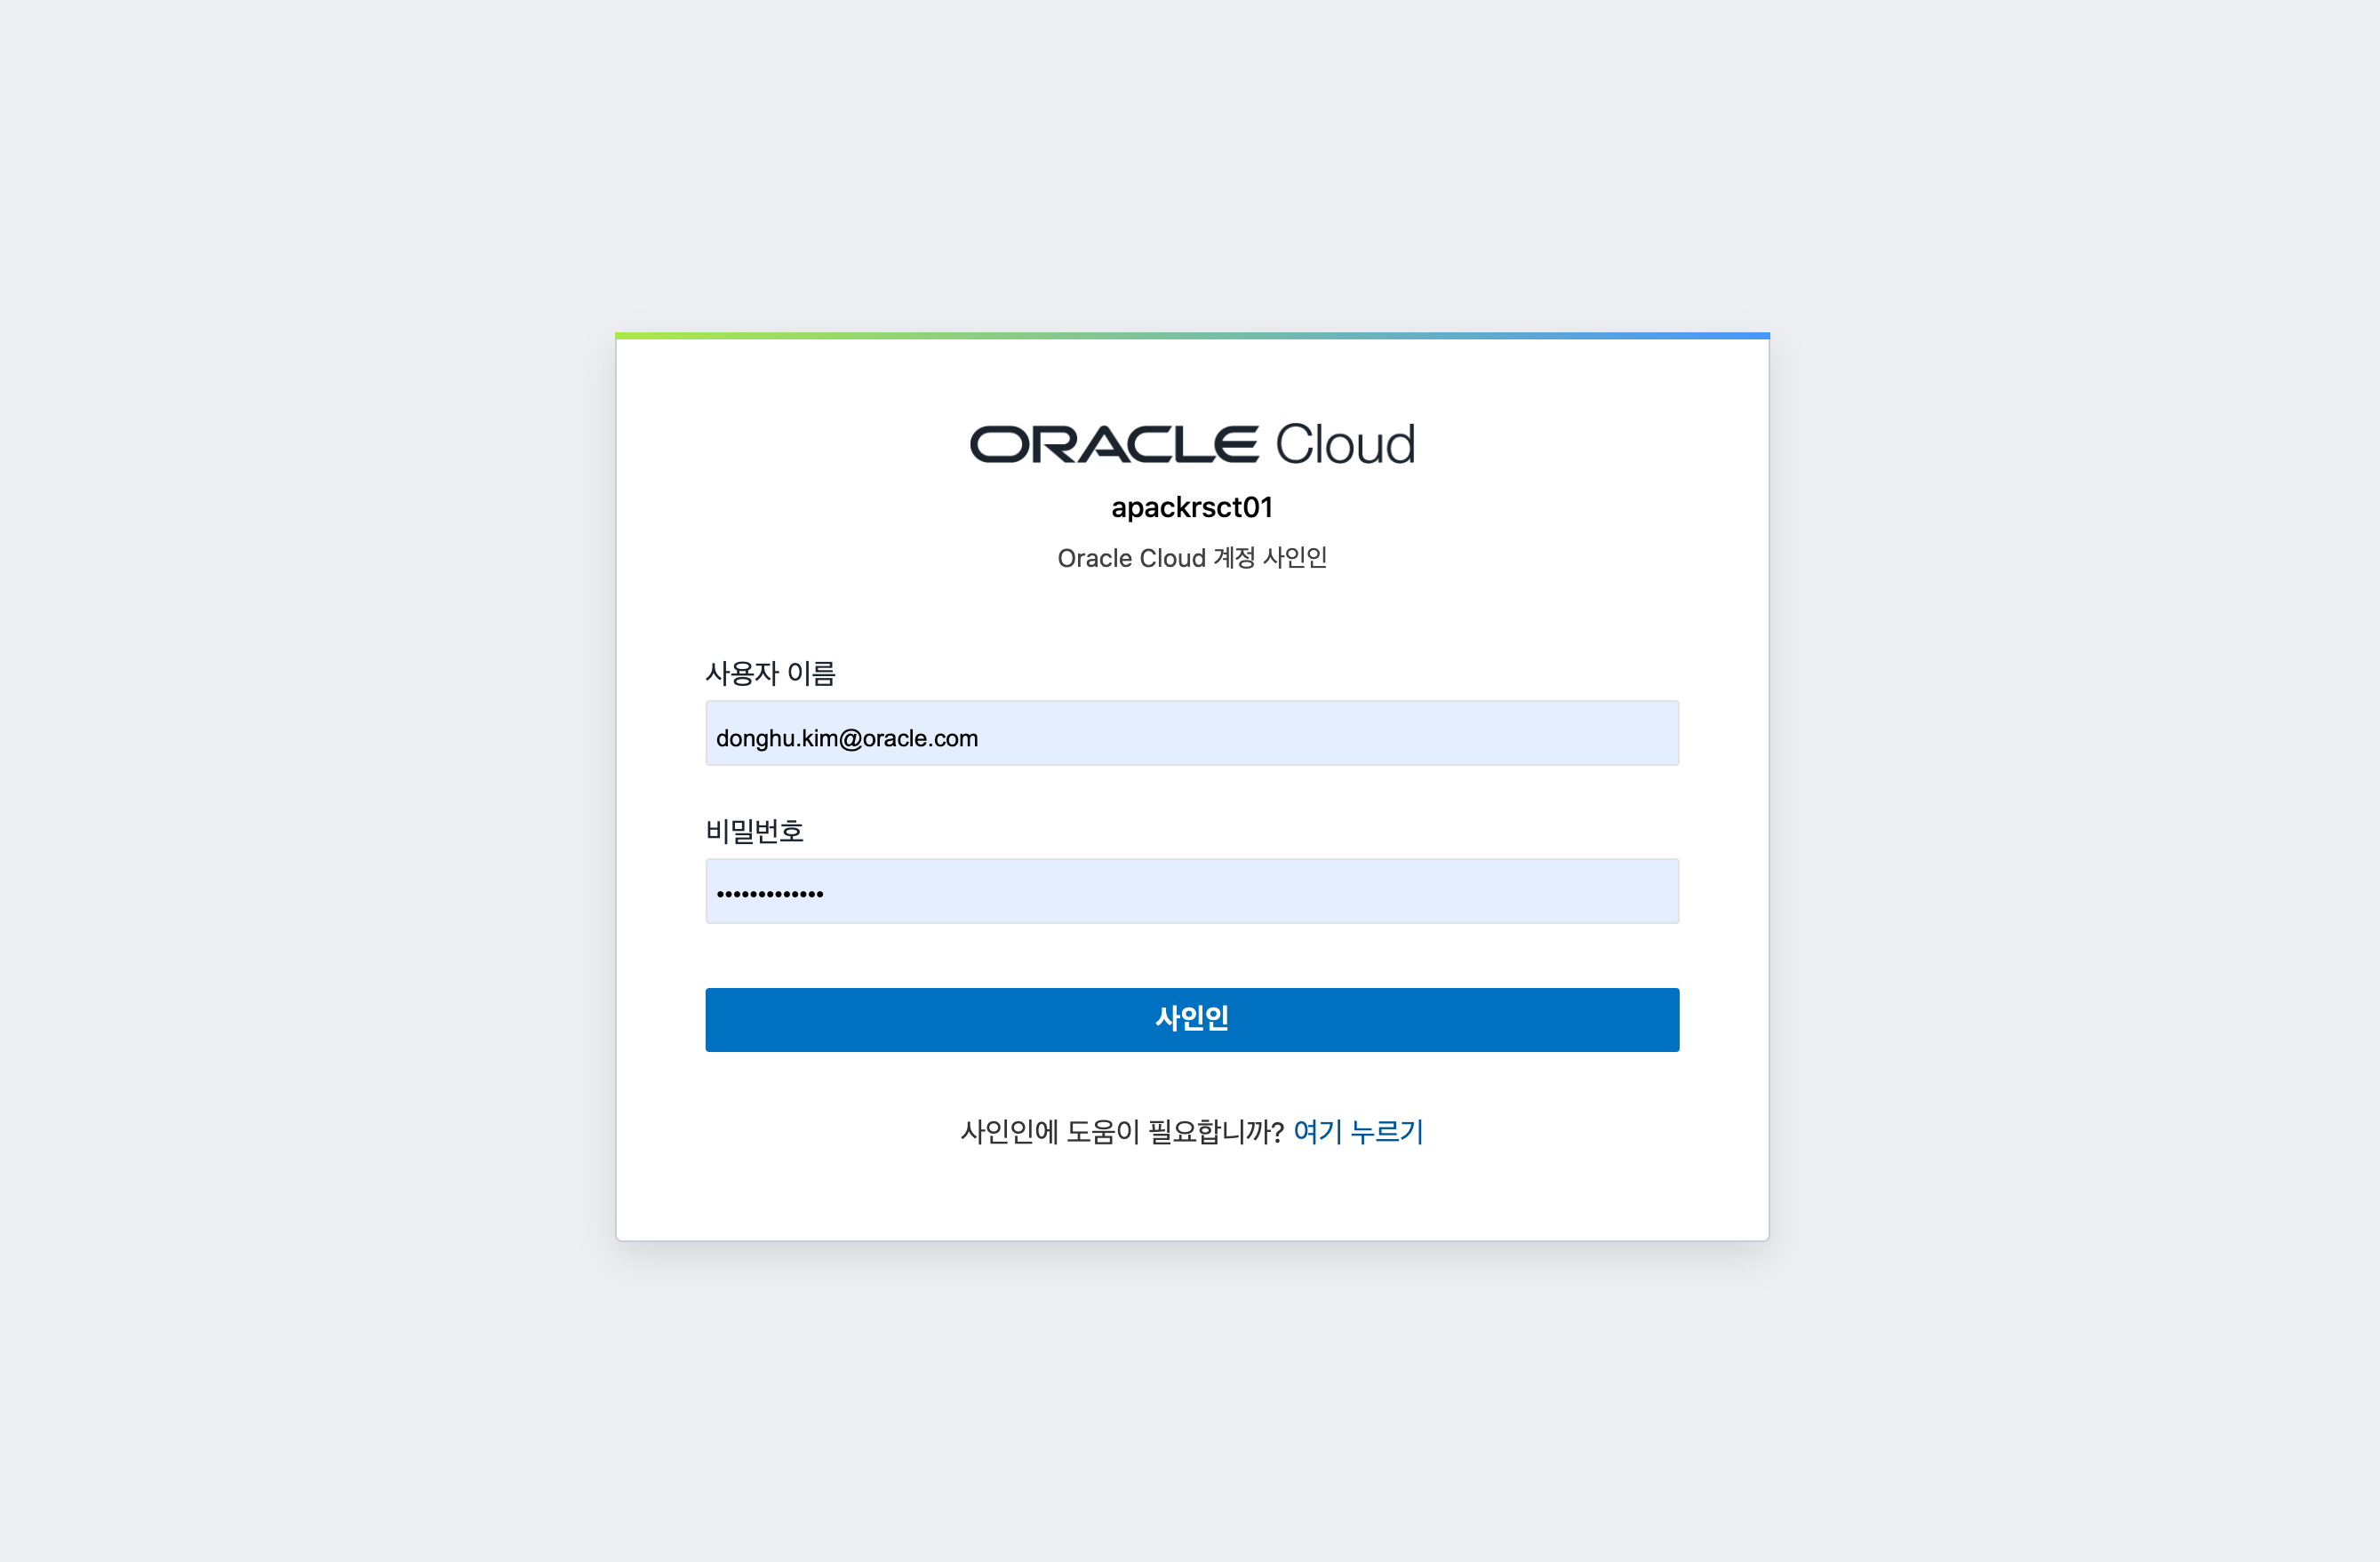 ORACLE Cloud
apackrsct01
Oracle Cloud 계정 사인인
사용자 이름
donghu.kim@oracle.com
비밀번호
•••••••••••••
사인인
사인인에 도움이 필요합니까? 여기 누르기